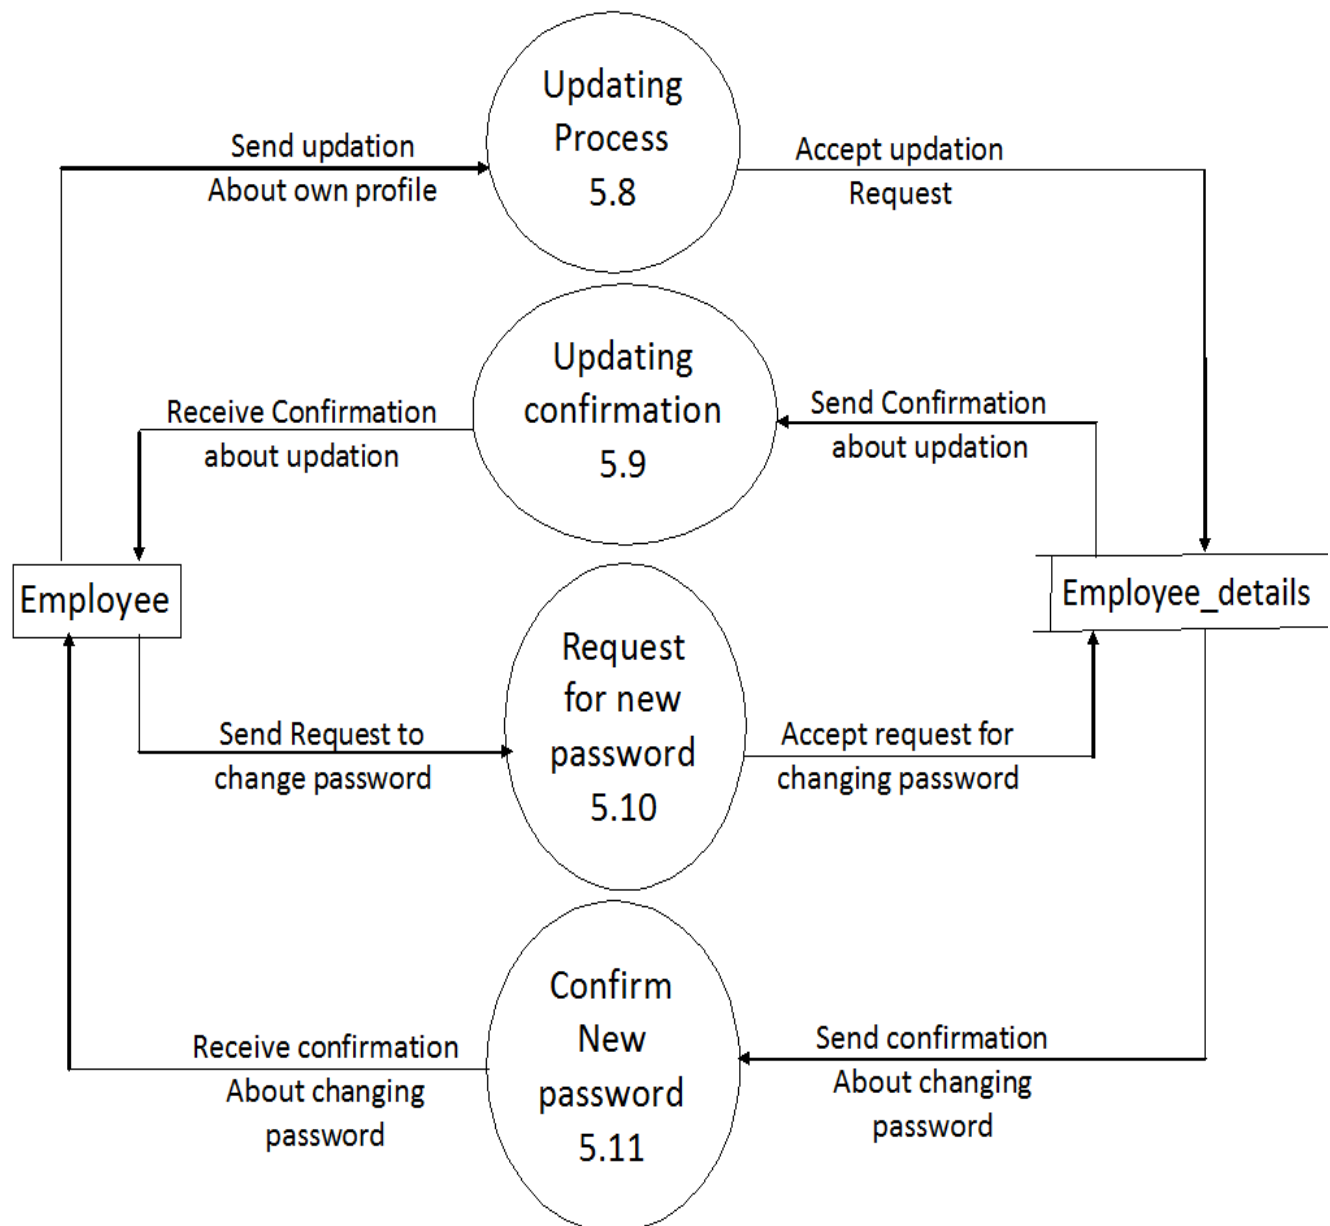 Updating
Process
5.8
Send updation
About own profile
Accept updation
Request
Updating
confirmation
5.9
Receive Confirmation
about updation
Send Confirmation
about updation
Employee
Employee_details
Request
for new
password
5.10
Send Request to
change password
Accept request for
changing password
Confirm
New
password
5.11
Receive confirmation
About changing
password
Send confirmation
About changing
password